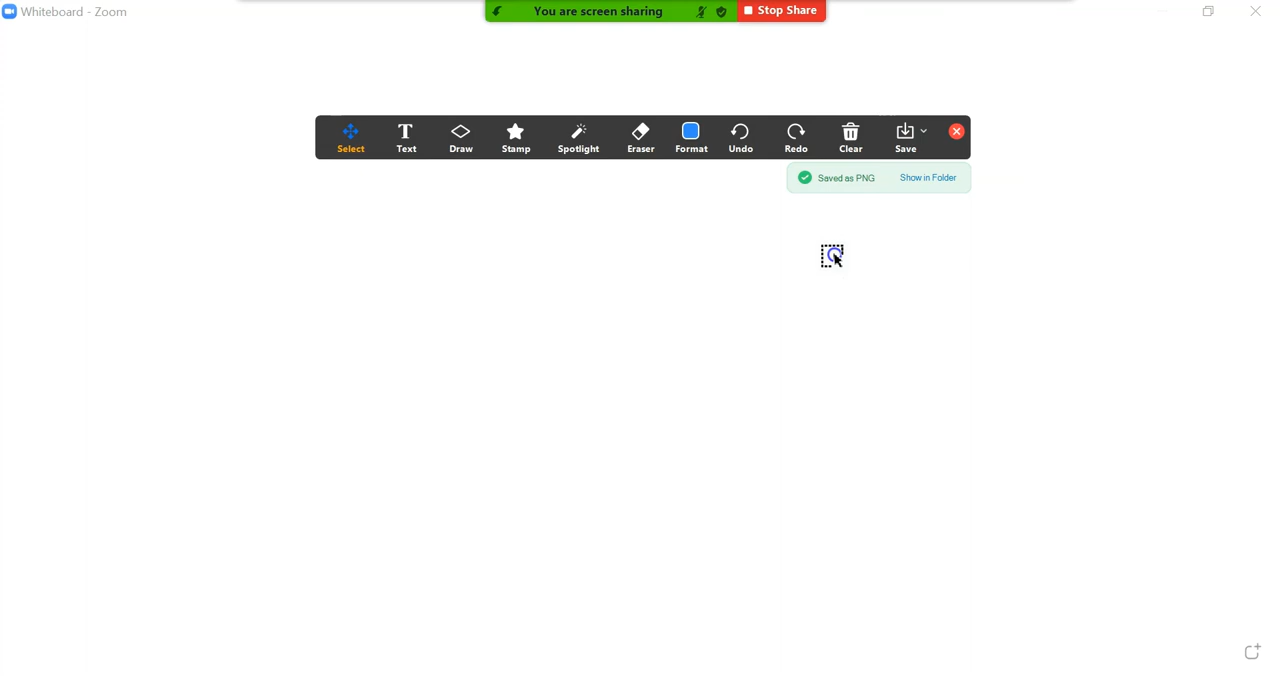 Whiteboard - Zoom
You are screen sharing
Stop Share
Select Text Draw Stamp Spotlight Eraser Format Undo Redo Clear Save
Saved as PNG Show in Folder